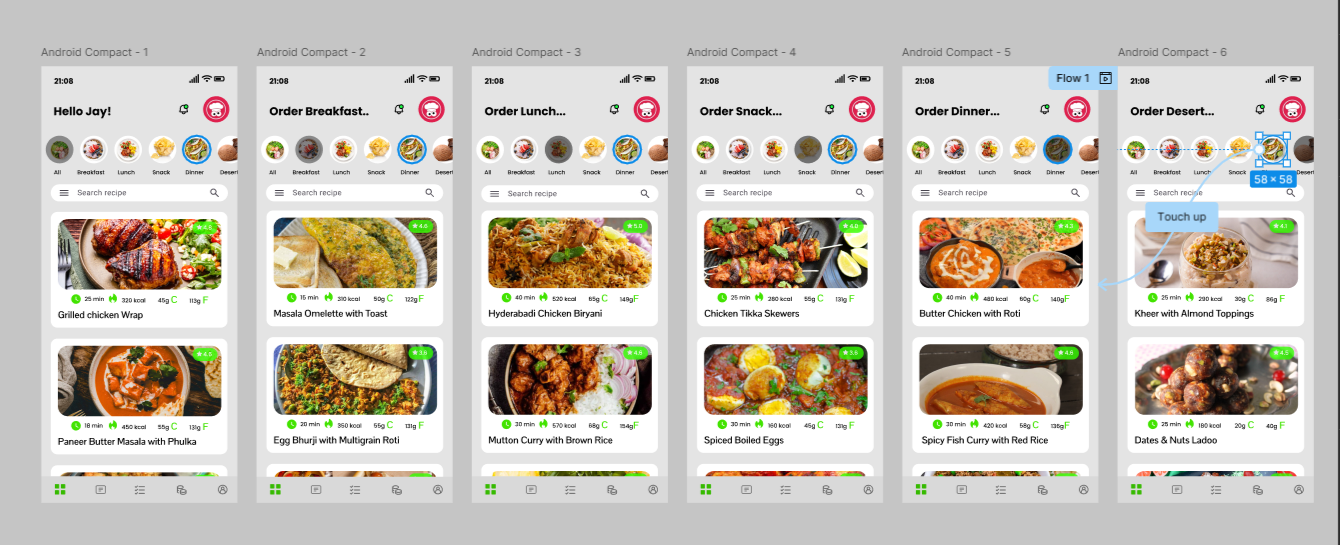 Android Compact - 1
21:08
Hello Jay!
All Breakfast Lunch Snack Dinner Desert
Search recipe
4.5
25 min 320 kcal 50g C 113g F
Grilled chicken Wrap
4.5
18 min 450 kcal 55g C 131g F
Paneer Butter Masala with Phulka
Android Compact - 2
21:08
Order Breakfast..
All Breakfast Lunch Snack Dinner Desert
Search recipe
4.0
15 min 310 kcal 50g C 122g F
Masala Omelette with Toast
3.5
20 min 350 kcal 55g C 131g F
Egg Bhurji with Multigrain Roti
Android Compact - 3
21:08
Order Lunch...
All Breakfast Lunch Snack Dinner Desert
Search recipe
5.0
40 min 520 kcal 65g C 149g F
Hyderabadi Chicken Biryani
4.5
30 min 570 kcal 68g C 154g F
Mutton Curry with Brown Rice
Android Compact - 4
21:08
Order Snack...
All Breakfast Lunch Snack Dinner Desert
Search recipe
4.0
25 min 280 kcal 55g C 131g F
Chicken Tikka Skewers
3.5
30 min 160 kcal 45g C 131g F
Spiced Boiled Eggs
Android Compact - 5
21:08
Flow 1
Order Dinner...
All Breakfast Lunch Snack Dinner Desert
Search recipe
4.3
40 min 480 kcal 60g C 140g F
Butter Chicken with Roti
4.6
30 min 420 kcal 55g C 136g F
Spicy Fish Curry with Red Rice
Android Compact - 6
21:08
Order Desert...
All Breakfast Lunch Snack Dinner Desert
58 × 58
Search recipe
Touch up
4.1
25 min 290 kcal 30g C 86g F
Kheer with Almond Toppings
4.5
25 min 180 kcal 20g C 40g F
Dates & Nuts Ladoo